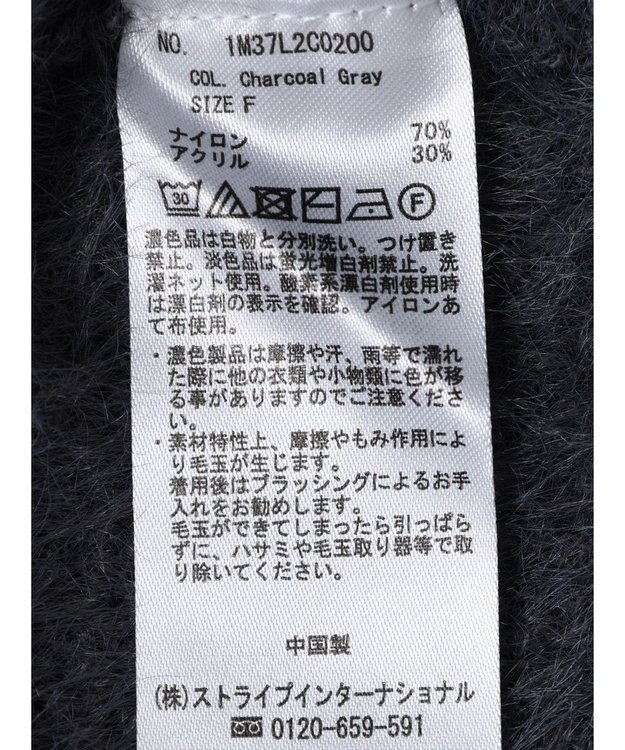 NO. 1M37L2C0200
COL. Charcoal Gray
SIZE F
ナイロン 70%
アクリル 30%
30 F
濃色品は白物と分別洗い。つけ置き
禁止。淡色品は蛍光増白剤禁止。洗
濯ネット使用。酸素系漂白剤使用時
は漂白剤の表示を確認。アイロンあ
て布使用。
・濃色製品は摩擦や汗、雨等で濡れ
た際に他の衣類や小物類に色が移
る事がありますのでご注意くださ
い。
・素材特性上、摩擦やもみ作用によ
り毛玉が生じます。
着用後はブラッシングによるお手
入れをお勧めします。
毛玉ができてしまったら引っぱら
ずに、ハサミや毛玉取り器等で取
り除いてください。
中国製
(株)ストライプインターナショナル
0120-659-591